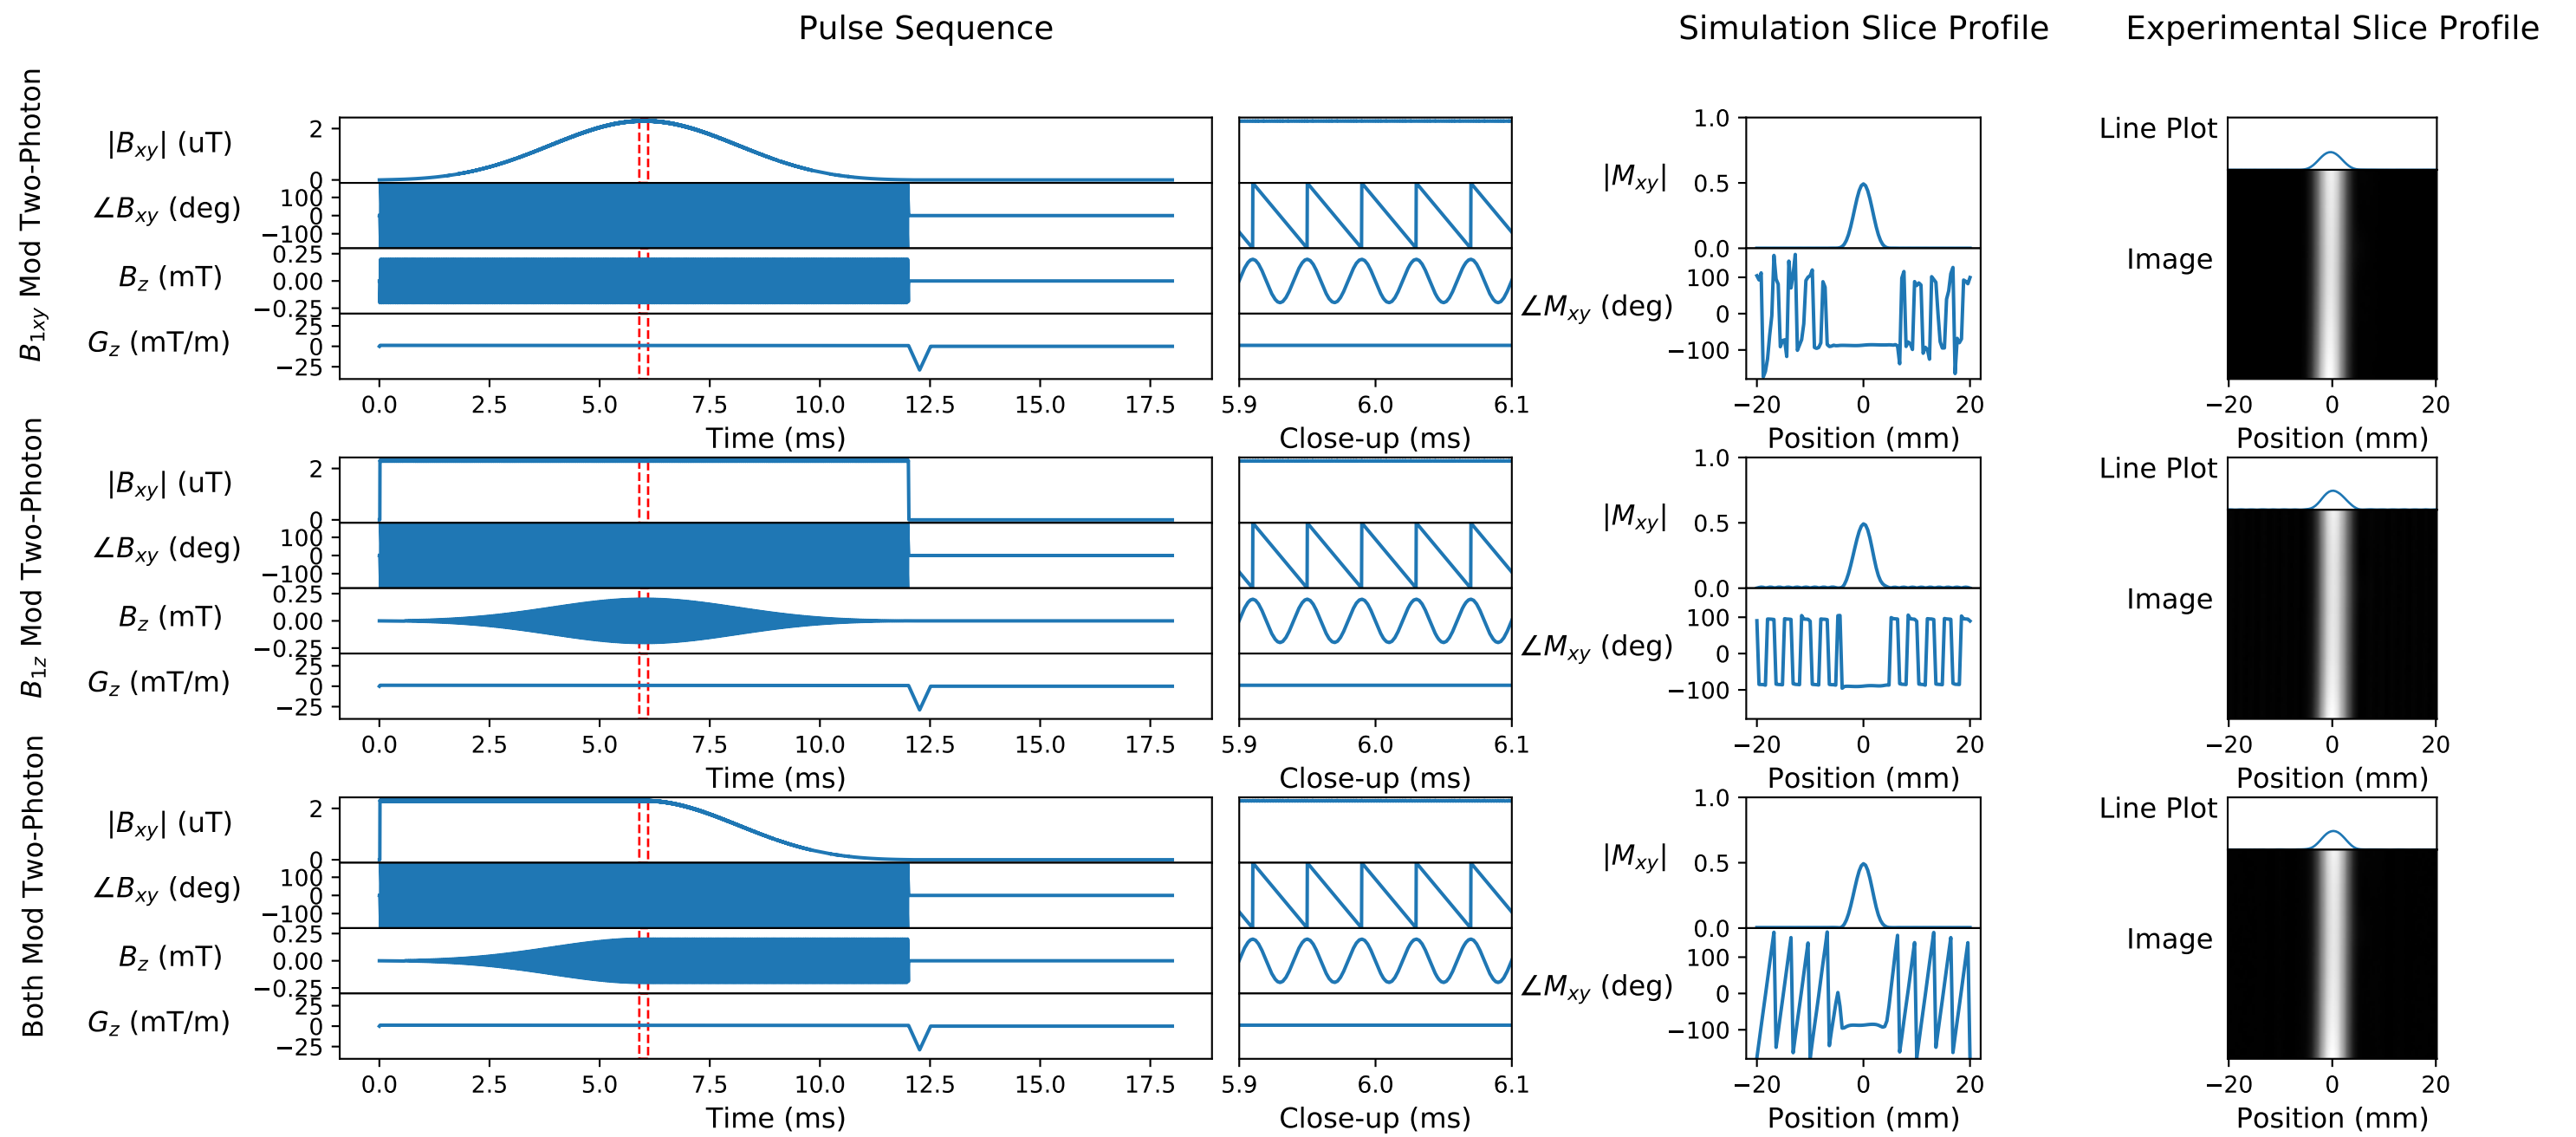 Pulse Sequence
Simulation Slice Profile
Experimental Slice Profile
B1xy Mod Two-Photon
|Bxy| (uT)
2
0
∠Bxy (deg)
100
0
−100
Bz (mT)
0.25
0.00
−0.25
Gz (mT/m)
25
0
−25
0.0 2.5 5.0 7.5 10.0 12.5 15.0 17.5
Time (ms)
5.9 6.0 6.1
Close-up (ms)
|Mxy|
1.0
0.5
0.0
∠Mxy (deg)
100
0
−100
−20 0 20
Position (mm)
Line Plot
Image
−20 0 20
Position (mm)
B1z Mod Two-Photon
|Bxy| (uT)
2
0
∠Bxy (deg)
100
0
−100
Bz (mT)
0.25
0.00
−0.25
Gz (mT/m)
25
0
−25
0.0 2.5 5.0 7.5 10.0 12.5 15.0 17.5
Time (ms)
5.9 6.0 6.1
Close-up (ms)
|Mxy|
1.0
0.5
0.0
∠Mxy (deg)
100
0
−100
−20 0 20
Position (mm)
Line Plot
Image
−20 0 20
Position (mm)
Both Mod Two-Photon
|Bxy| (uT)
2
0
∠Bxy (deg)
100
0
−100
Bz (mT)
0.25
0.00
−0.25
Gz (mT/m)
25
0
−25
0.0 2.5 5.0 7.5 10.0 12.5 15.0 17.5
Time (ms)
5.9 6.0 6.1
Close-up (ms)
|Mxy|
1.0
0.5
0.0
∠Mxy (deg)
100
0
−100
−20 0 20
Position (mm)
Line Plot
Image
−20 0 20
Position (mm)